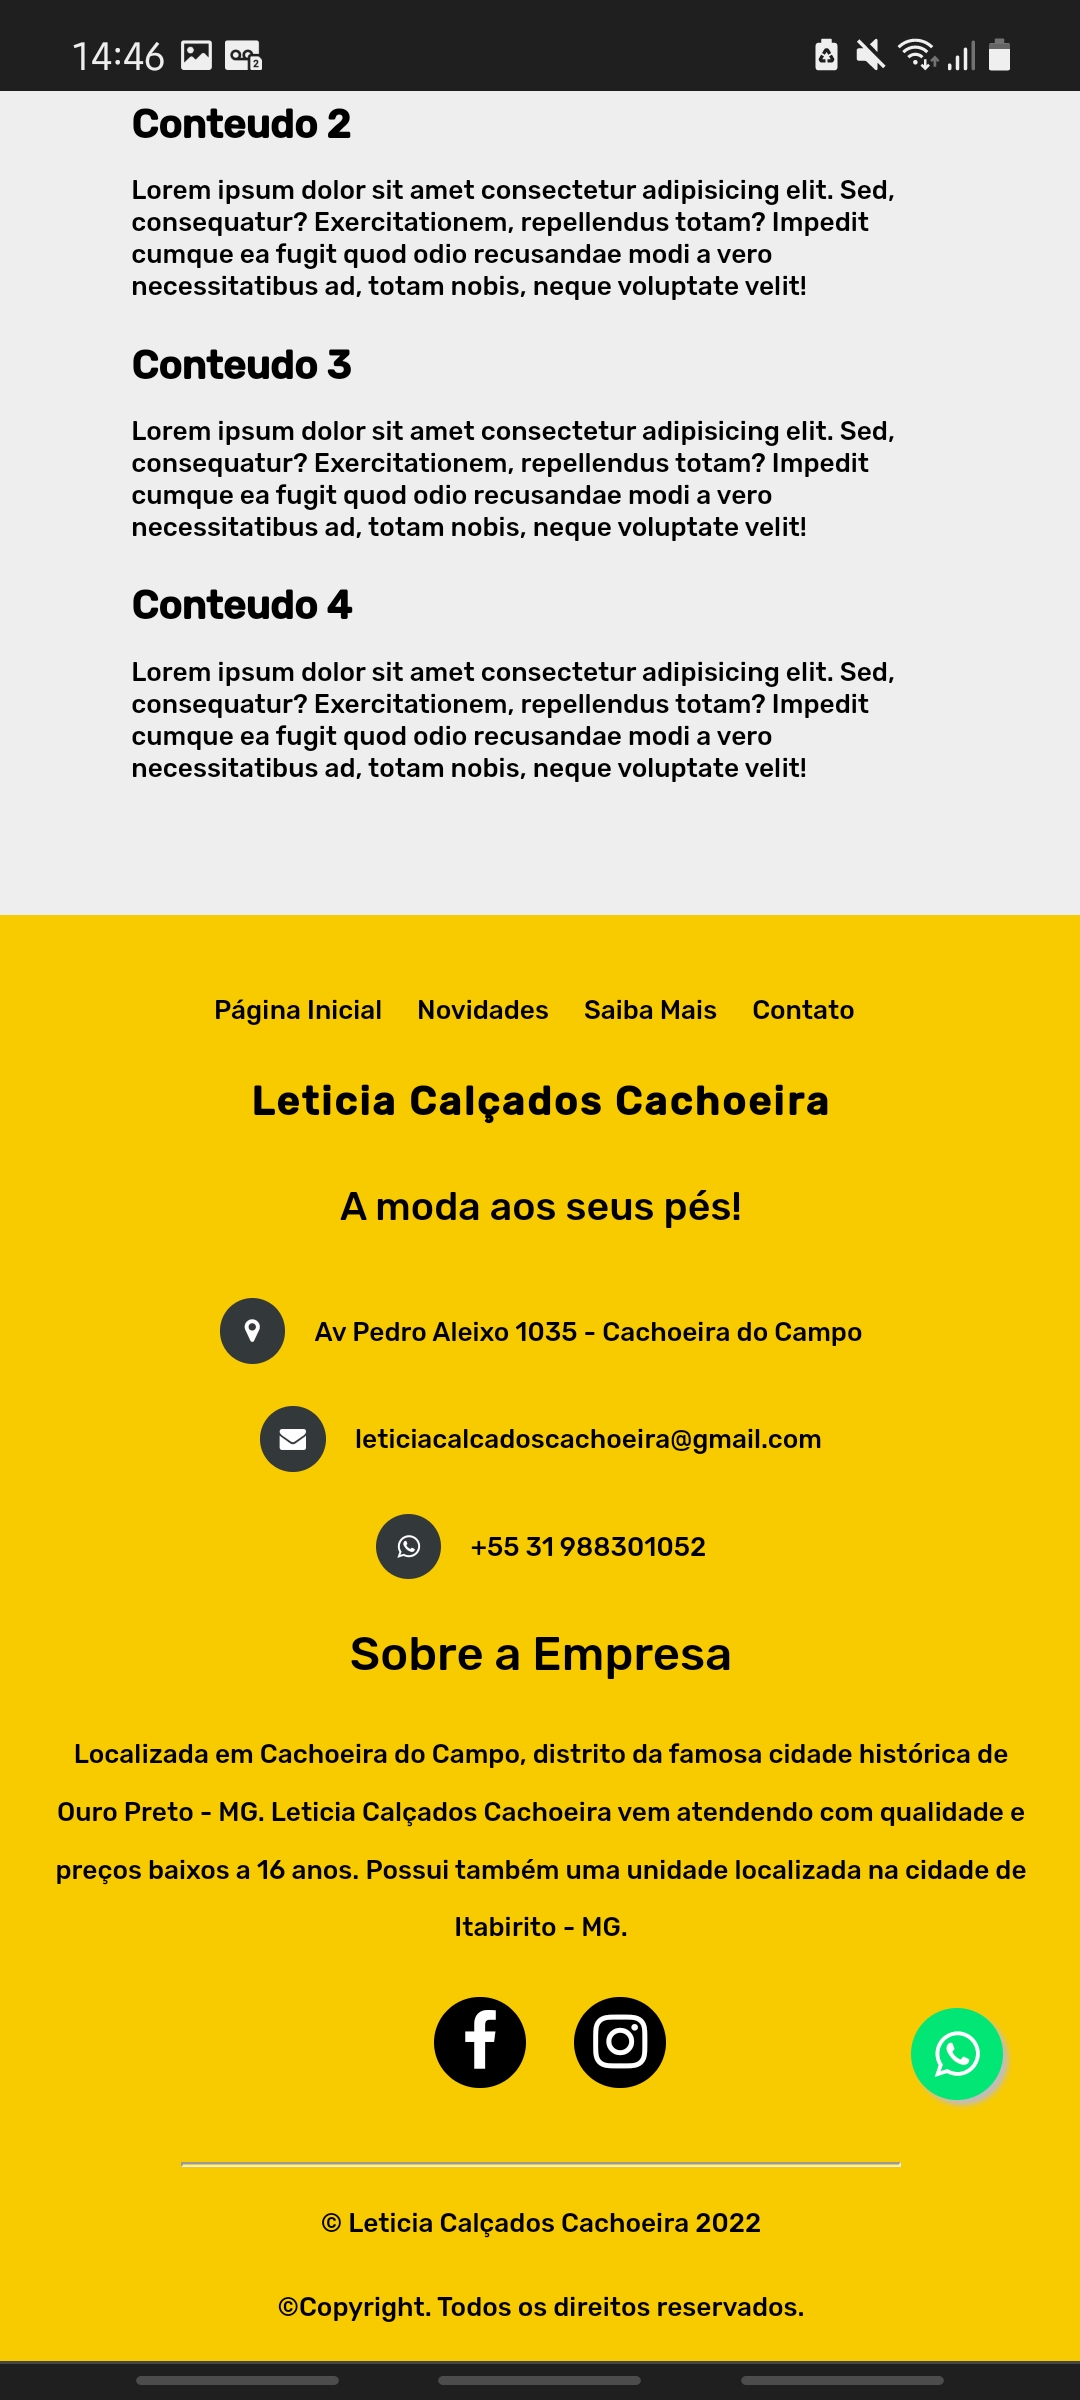 14:46
2
Conteudo 2
Lorem ipsum dolor sit amet consectetur adipisicing elit. Sed,
consequatur? Exercitationem, repellendus totam? Impedit
cumque ea fugit quod odio recusandae modi a vero
necessitatibus ad, totam nobis, neque voluptate velit!
Conteudo 3
Lorem ipsum dolor sit amet consectetur adipisicing elit. Sed,
consequatur? Exercitationem, repellendus totam? Impedit
cumque ea fugit quod odio recusandae modi a vero
necessitatibus ad, totam nobis, neque voluptate velit!
Conteudo 4
Lorem ipsum dolor sit amet consectetur adipisicing elit. Sed,
consequatur? Exercitationem, repellendus totam? Impedit
cumque ea fugit quod odio recusandae modi a vero
necessitatibus ad, totam nobis, neque voluptate velit!
Página Inicial Novidades Saiba Mais Contato
Leticia Calçados Cachoeira
A moda aos seus pés!
Av Pedro Aleixo 1035 - Cachoeira do Campo
leticiacalcadoscachoeira@gmail.com
+55 31 988301052
Sobre a Empresa
Localizada em Cachoeira do Campo, distrito da famosa cidade histórica de
Ouro Preto - MG. Leticia Calçados Cachoeira vem atendendo com qualidade e
preços baixos a 16 anos. Possui também uma unidade localizada na cidade de
Itabirito - MG.
© Leticia Calçados Cachoeira 2022
©Copyright. Todos os direitos reservados.